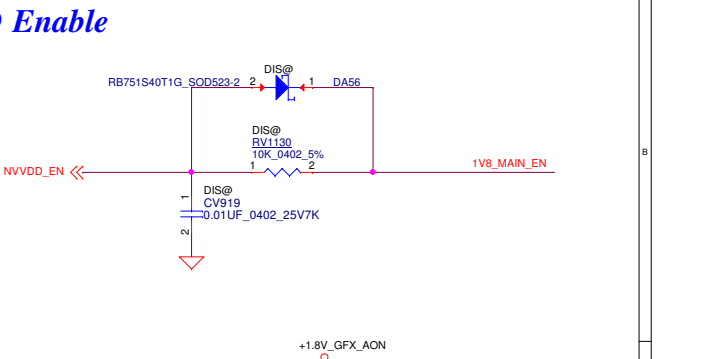 Enable
DIS@
RB751S40T1G_SOD523-2 2 1 DA56
DIS@
RV1130
10K_0402_5%
1 2
1V8_MAIN_EN
NVVDD_EN
B
1
DIS@
CV919
0.01UF_0402_25V7K
2
+1.8V_GFX_AON